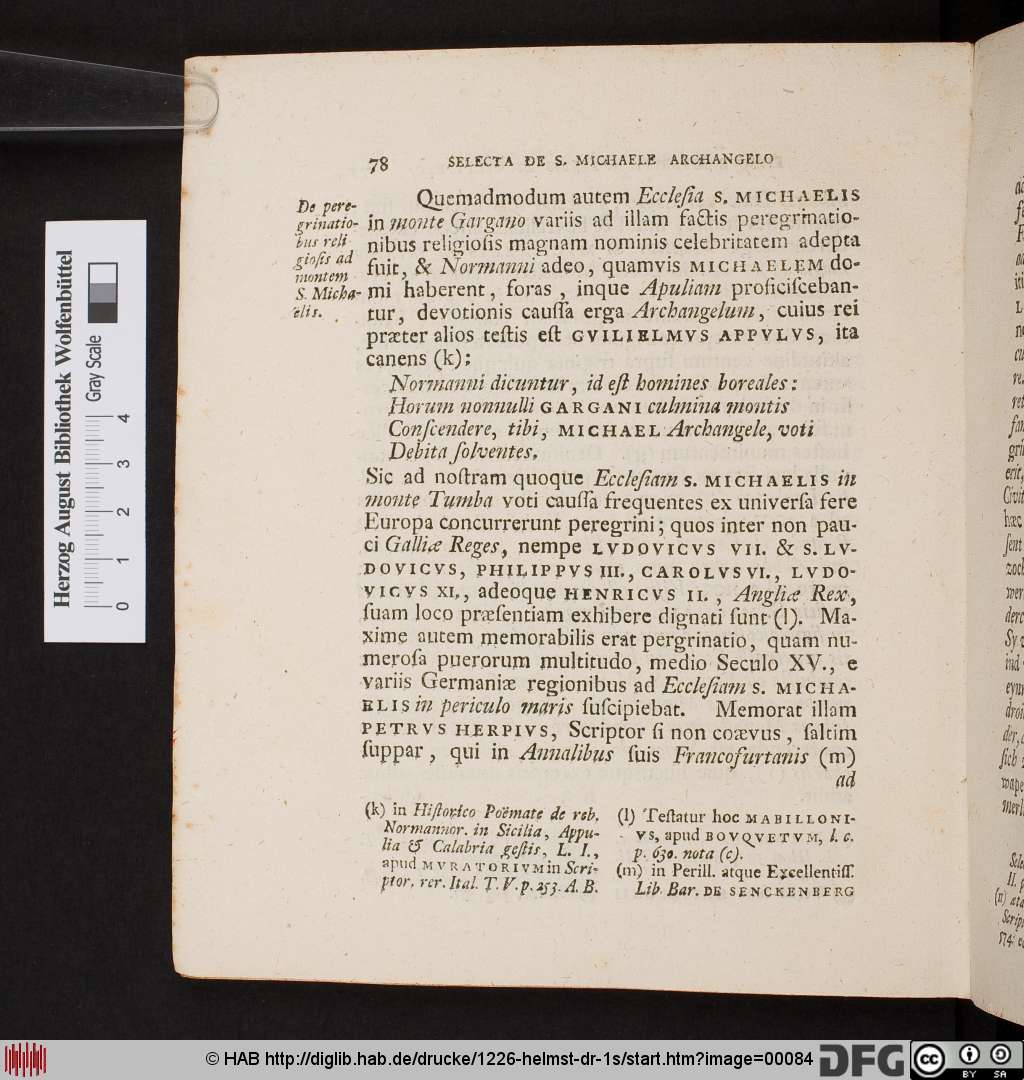 78 SELECTA DE S. MICHAELE ARCHANGELO
De pere-
grinatio-
bus reli
gioſis ad
montem
S. Micha-
elis.
Quemadmodum autem Eccleſia S. MICHAELIS
in monte Gargano variis ad illam factis peregrinatio-
nibus religioſis magnam nominis celebritatem adepta
fuit, & Normanni adeo, quamvis MICHAELEM do-
mi haberent, foras, inque Apuliam proficiſceban-
tur, devotionis cauſſa erga Archangelum, cuius rei
præter alios teſtis eſt GVILIELMVS APPVLVS, ita
canens (k):
Normanni dicuntur, id eſt homines boreales:
Horum nonnulli GARGANI culmina montis
Conſcendere, tibi, MICHAEL Archangele, voti
Debita ſolventes.
Sic ad noſtram quoque Eccleſiam S. MICHAELIS in
monte Tumba voti cauſſa frequentes ex univerſa fere
Europa concurrerunt peregrini; quos inter non pau-
ci Galliæ Reges, nempe LVDOVICVS VII. & S. LV-
DOVICVS, PHILIPPVS III., CAROLVS VI., LVDO-
VICVS XI., adeoque HENRICVS II., Angliæ Rex,
ſuam loco præſentiam exhibere dignati ſunt (l). Ma-
xime autem memorabilis erat pergrinatio, quam nu-
meroſa puerorum multitudo, medio Seculo XV., e
variis Germaniæ regionibus ad Eccleſiam S. MICHA-
ELIS in periculo maris ſuſcipiebat. Memorat illam
PETRVS HERPIVS, Scriptor ſi non coævus, ſaltim
ſuppar, qui in Annalibus ſuis Francofurtanis (m)
ad
(k) in Hiſtorico Poëmate de reb.
Normannor. in Sicilia, Appu-
lia & Calabria geſtis, L. I.,
apud MVRATORIVM in Scri-
ptor. rer. Ital. T. V. p. 253. A. B.
(l) Teſtatur hoc MABILLONI-
VS, apud BOVQVETVM, l. c.
p. 630. nota (c).
(m) in Perill. atque Excellentiſſ.
Lib. Bar. DE SENCKENBERG
Herzog August Bibliothek Wolfenbüttel
Gray Scale
0 1 2 3 4
© HAB http://diglib.hab.de/drucke/1226-helmst-dr-1s/start.htm?image=00084
DFG
cc BY SA